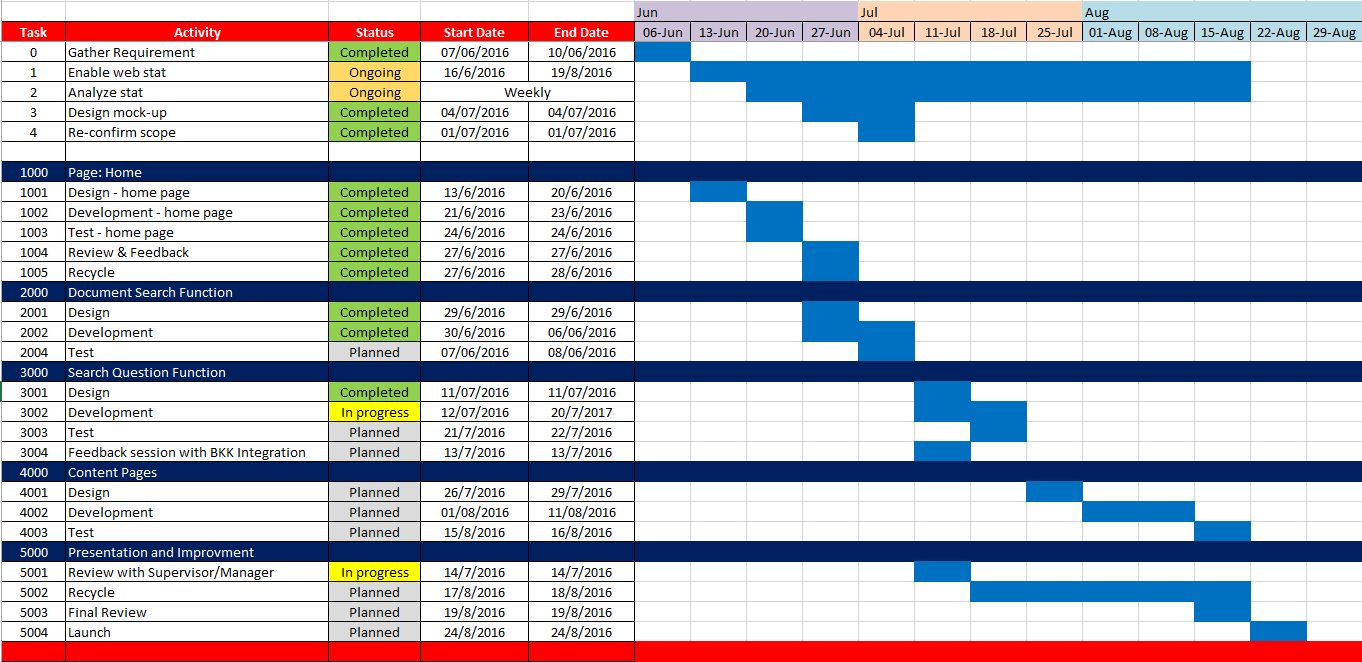 Jun Jul Aug
Task Activity Status Start Date End Date 06-Jun 13-Jun 20-Jun 27-Jun 04-Jul 11-Jul 18-Jul 25-Jul 01-Aug 08-Aug 15-Aug 22-Aug 29-Aug
0 Gather Requirement Completed 07/06/2016 10/06/2016
1 Enable web stat Ongoing 16/6/2016 19/8/2016
2 Analyze stat Ongoing Weekly
3 Design mock-up Completed 04/07/2016 04/07/2016
4 Re-confirm scope Completed 01/07/2016 01/07/2016
1000 Page: Home
1001 Design - home page Completed 13/6/2016 20/6/2016
1002 Development - home page Completed 21/6/2016 23/6/2016
1003 Test - home page Completed 24/6/2016 24/6/2016
1004 Review & Feedback Completed 27/6/2016 27/6/2016
1005 Recycle Completed 27/6/2016 28/6/2016
2000 Document Search Function
2001 Design Completed 29/6/2016 29/6/2016
2002 Development Completed 30/6/2016 06/06/2016
2004 Test Planned 07/06/2016 08/06/2016
3000 Search Question Function
3001 Design Completed 11/07/2016 11/07/2016
3002 Development In progress 12/07/2016 20/7/2017
3003 Test Planned 21/7/2016 22/7/2016
3004 Feedback session with BKK Integration Planned 13/7/2016 13/7/2016
4000 Content Pages
4001 Design Planned 26/7/2016 29/7/2016
4002 Development Planned 01/08/2016 11/08/2016
4003 Test Planned 15/8/2016 16/8/2016
5000 Presentation and Improvment
5001 Review with Supervisor/Manager In progress 14/7/2016 14/7/2016
5002 Recycle Planned 17/8/2016 18/8/2016
5003 Final Review Planned 19/8/2016 19/8/2016
5004 Launch Planned 24/8/2016 24/8/2016